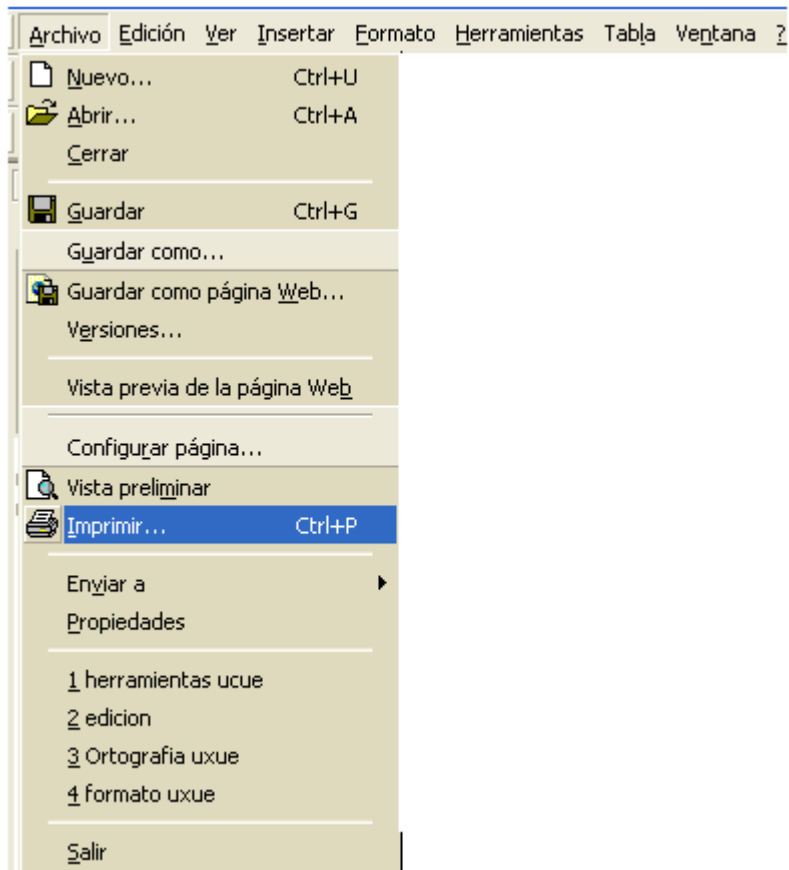 Archivo Edición Ver Insertar Formato Herramientas Tabla Ventana ?
Nuevo... Ctrl+U
Abrir... Ctrl+A
Cerrar
Guardar Ctrl+G
Guardar como...
Guardar como página Web...
Versiones...
Vista previa de la página Web
Configurar página...
Vista preliminar
Imprimir... Ctrl+P
Enviar a
Propiedades
1 herramientas ucue
2 edicion
3 Ortografia uxue
4 formato uxue
Salir